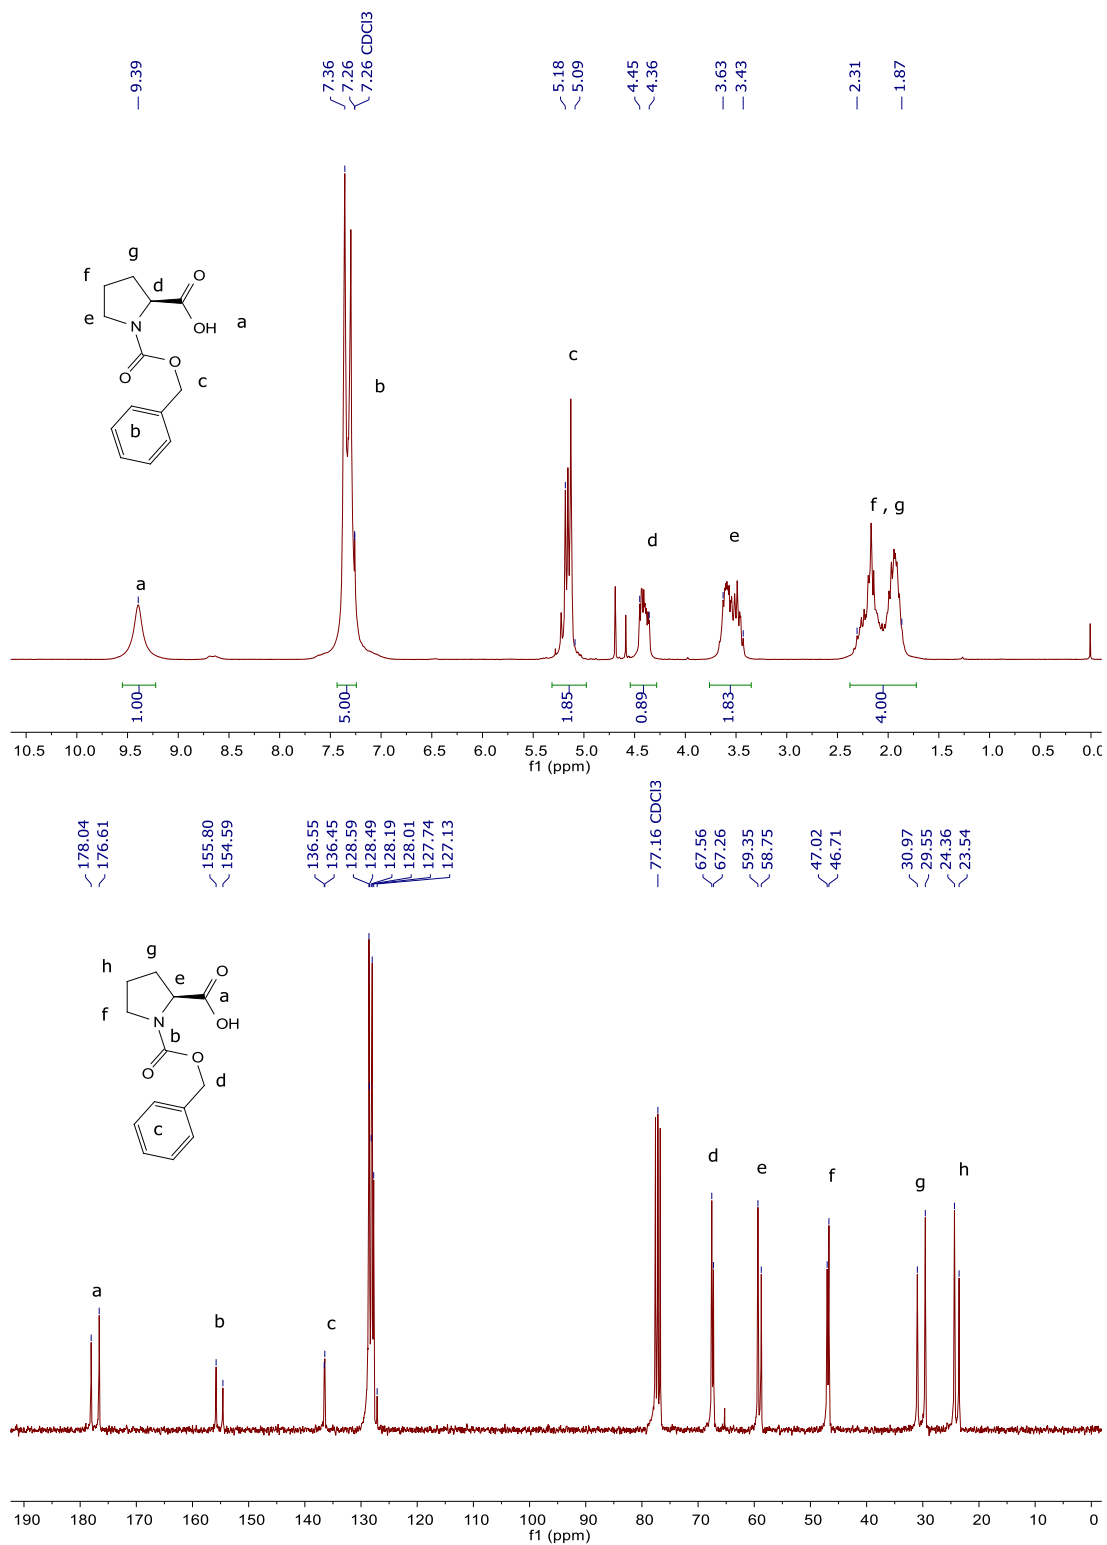 9.39
7.36
7.26
7.26 CDCl3
5.18
5.09
4.45
4.36
3.63
3.43
2.31
1.87
g
f
d
O
e
N
OH
a
O
O
c
b
a
b
c
d
e
f , g
1.00
5.00
1.85
0.89
1.83
4.00
10.5 10.0 9.5 9.0 8.5 8.0 7.5 7.0 6.5 6.0 5.5 5.0 4.5 4.0 3.5 3.0 2.5 2.0 1.5 1.0 0.5 0.0
f1 (ppm)
178.04
176.61
155.80
154.59
136.55
136.45
128.59
128.49
128.19
128.01
127.74
127.13
77.16 CDCl3
67.56
67.26
59.35
58.75
47.02
46.71
30.97
29.55
24.36
23.54
g
h
e
O
a
f
N
OH
b
O
O
d
c
a
b
c
d
e
f
g
h
190 180 170 160 150 140 130 120 110 100 90 80 70 60 50 40 30 20 10 0
f1 (ppm)